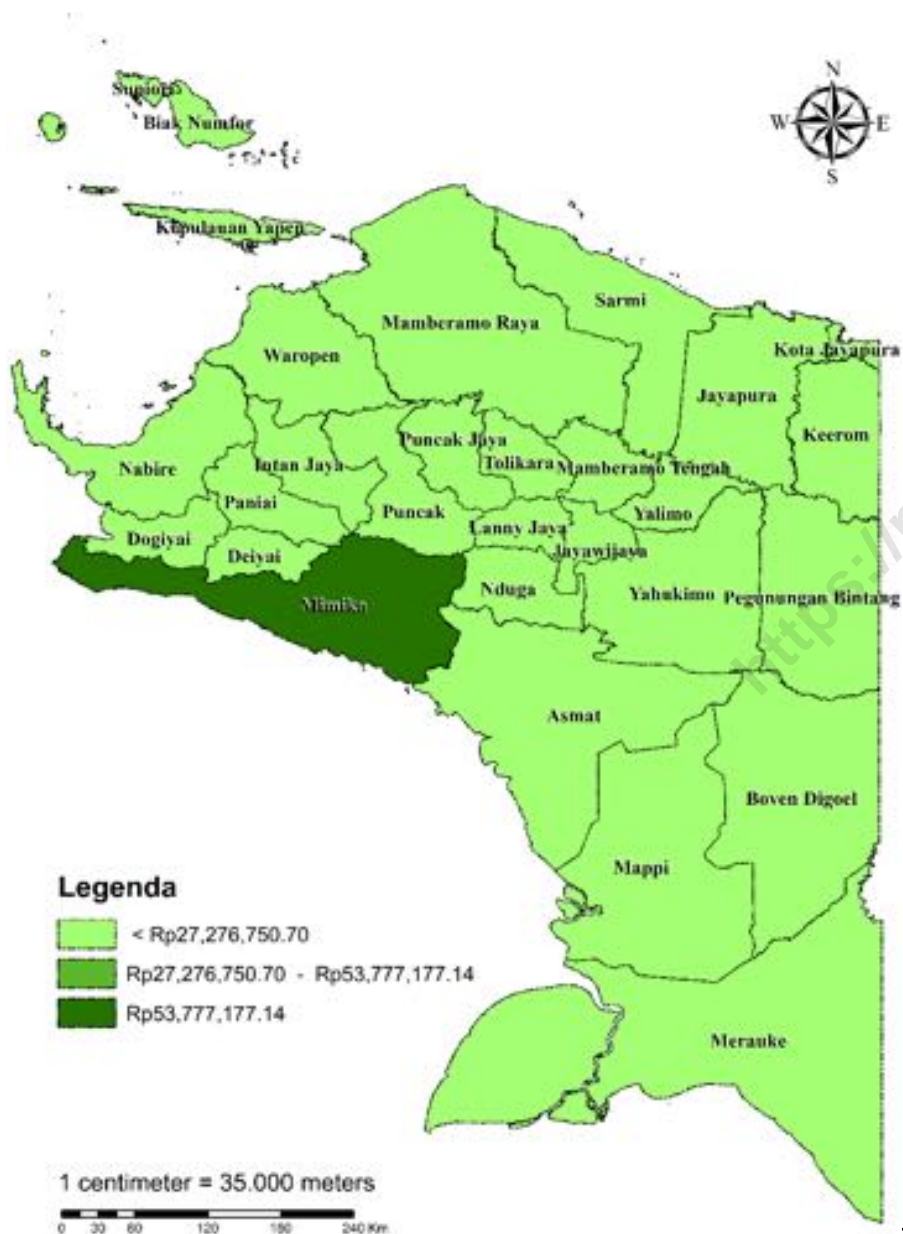 N
W E
S
Supiori
Biak Numfor
Kepulauan Yapen
Sarmi
Mamberamo Raya
Kota Jayapura
Waropen
Jayapura
Keerom
Puncak Jaya
Intan Jaya
Tolikara
Mamberamo Tengah
Nabire
Paniai
Puncak
Yalimo
Lanny Jaya
Dogiyai
Deiyai
Jayawijaya
Nduga
Yahukimo
Pegunungan Bintang
Mimika
Asmat
Boven Digoel
Mappi
Merauke
Legenda
< Rp27,276,750.70
Rp27,276,750.70 - Rp53,777,177.14
Rp53,777,177.14
1 centimeter = 35.000 meters
0 30 60 120 180 240 Km
https://